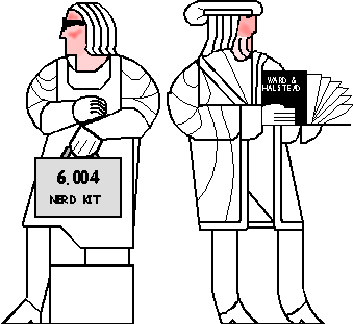 6.004
NERD KIT
WARD &
HALSTEAD